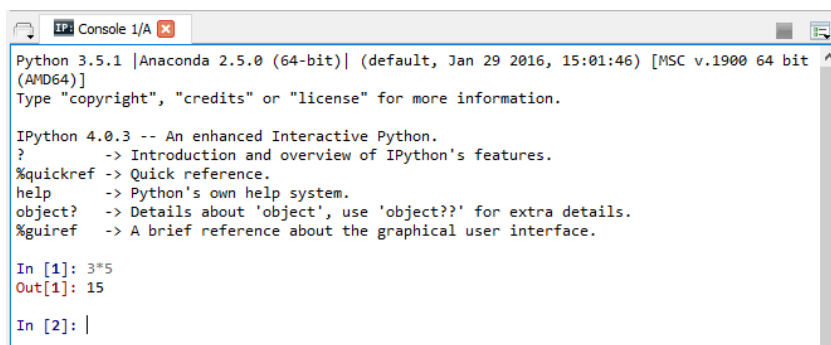 IP: Console 1/A
Python 3.5.1 |Anaconda 2.5.0 (64-bit)| (default, Jan 29 2016, 15:01:46) [MSC v.1900 64 bit
(AMD64)]
Type "copyright", "credits" or "license" for more information.
IPython 4.0.3 -- An enhanced Interactive Python.
?         -> Introduction and overview of IPython's features.
%quickref -> Quick reference.
help      -> Python's own help system.
object?   -> Details about 'object', use 'object??' for extra details.
%guiref   -> A brief reference about the graphical user interface.
In [1]: 3*5
Out[1]: 15
In [2]: